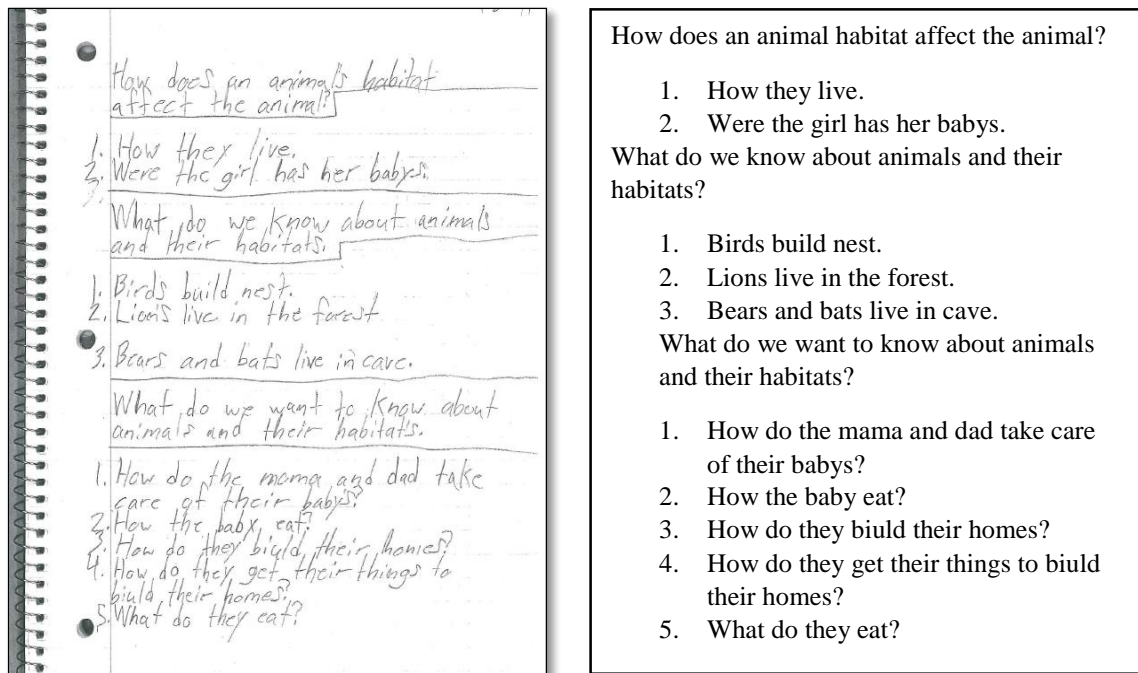 How does an animal's habitat
affect the animal?
1. How they live.
2. Were the girl has her babys.
3.
What do we know about animals
and their habitats.
1. Birds build nest.
2. Lion's live in the forest
3. Bears and bats live in cave.
What do we want to know about
animals and their habitat's.
1. How do the mama and dad take
care of their babys?
2. How the baby eat?
3. How do they biuld their homes?
4. How do they get their things to
biuld their homes?
5. What do they eat?
How does an animal habitat affect the animal?
1. How they live.
2. Were the girl has her babys.
What do we know about animals and their
habitats?
1. Birds build nest.
2. Lions live in the forest.
3. Bears and bats live in cave.
What do we want to know about animals
and their habitats?
1. How do the mama and dad take care
of their babys?
2. How the baby eat?
3. How do they biuld their homes?
4. How do they get their things to biuld
their homes?
5. What do they eat?